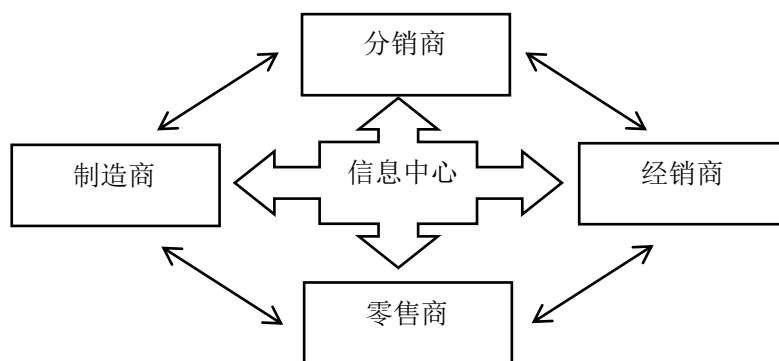 分销商
制造商
信息中心
经销商
零售商